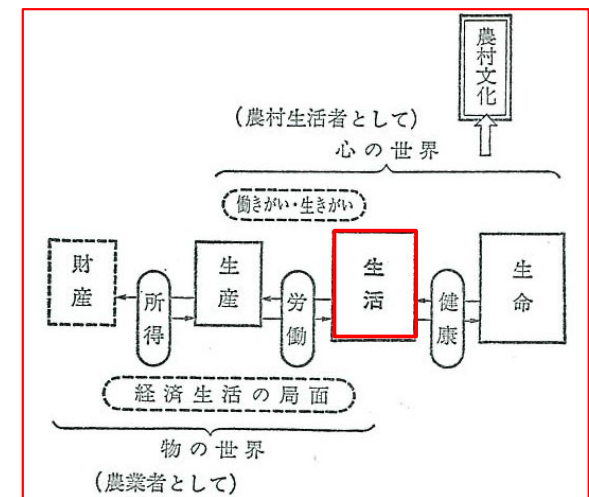 農村文化
(農村生活者として)
心の世界
働きがい・生きがい
財産
所得
生産
労働
生活
健康
生命
経済生活の局面
物の世界
(農業者として)